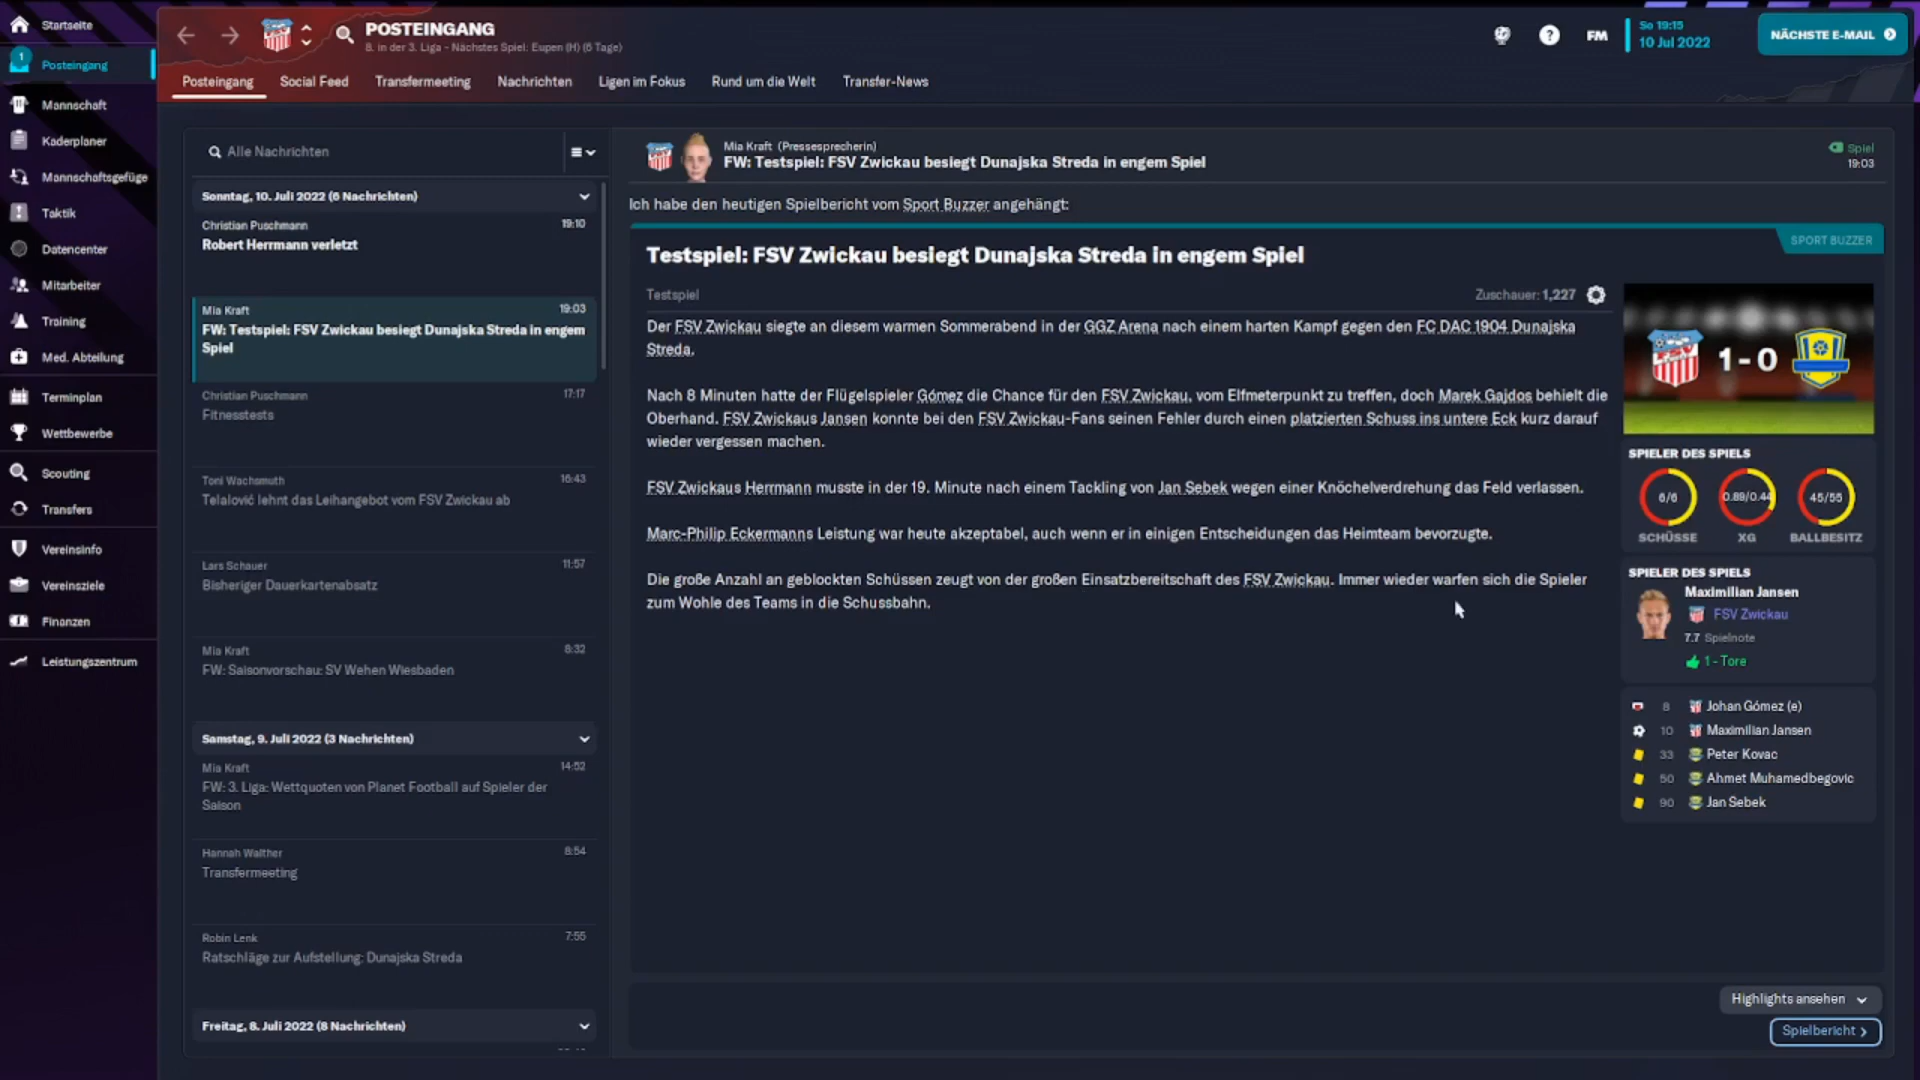 Startseite
1
Posteingang
Mannschaft
Kaderplaner
Mannschaftsgefüge
Taktik
Datencenter
Mitarbeiter
Training
Med. Abteilung
Terminplan
Wettbewerbe
Scouting
Transfers
Vereinsinfo
Vereinsziele
Finanzen
Leistungszentrum
POSTEINGANG
8. in der 3. Liga - Nächstes Spiel: Eupen (H) (6 Tage)
FM
So 19:15
10 Jul 2022
NÄCHSTE E-MAIL
Posteingang
Social Feed
Transfermeeting
Nachrichten
Ligen im Fokus
Rund um die Welt
Transfer-News
Alle Nachrichten
Sonntag, 10. Juli 2022 (6 Nachrichten)
Christian Puschmann 19:10
Robert Herrmann verletzt
Mia Kraft 19:03
FW: Testspiel: FSV Zwickau besiegt Dunajska Streda in engem
Spiel
Christian Puschmann 17:17
Fitnesstests
Toni Wachsmuth 16:43
Telalović lehnt das Leihangebot vom FSV Zwickau ab
Lars Schauer 11:57
Bisheriger Dauerkartenabsatz
Mia Kraft 8:32
FW: Saisonvorschau: SV Wehen Wiesbaden
Samstag, 9. Juli 2022 (3 Nachrichten)
Mia Kraft 14:52
FW: 3. Liga: Wettquoten von Planet Football auf Spieler der
Saison
Hannah Walther 8:54
Transfermeeting
Robin Lenk 7:55
Ratschläge zur Aufstellung: Dunajska Streda
Freitag, 8. Juli 2022 (8 Nachrichten)
Mia Kraft (Pressesprecherin)
FW: Testspiel: FSV Zwickau besiegt Dunajska Streda in engem Spiel
Spiel
19:03
Ich habe den heutigen Spielbericht vom Sport Buzzer angehängt:
SPORT BUZZER
Testspiel: FSV Zwickau besiegt Dunajska Streda in engem Spiel
Testspiel
Zuschauer: 1,227
Der FSV Zwickau siegte an diesem warmen Sommerabend in der GGZ Arena nach einem harten Kampf gegen den FC DAC 1904 Dunajska
Streda.
Nach 8 Minuten hatte der Flügelspieler Gómez die Chance für den FSV Zwickau, vom Elfmeterpunkt zu treffen, doch Marek Gajdos behielt die
Oberhand. FSV Zwickaus Jansen konnte bei den FSV Zwickau-Fans seinen Fehler durch einen platzierten Schuss ins untere Eck kurz darauf
wieder vergessen machen.
FSV Zwickaus Herrmann musste in der 19. Minute nach einem Tackling von Jan Sebek wegen einer Knöchelverdrehung das Feld verlassen.
Marc-Philip Eckermanns Leistung war heute akzeptabel, auch wenn er in einigen Entscheidungen das Heimteam bevorzugte.
Die große Anzahl an geblockten Schüssen zeugt von der großen Einsatzbereitschaft des FSV Zwickau. Immer wieder warfen sich die Spieler
zum Wohle des Teams in die Schussbahn.
FSV
1 - 0
SPIELER DES SPIELS
6/6
0.89/0.44
45/55
SCHÜSSE
XG
BALLBESITZ
SPIELER DES SPIELS
Maximilian Jansen
FSV Zwickau
7.7 Spielnote
1 - Tore
8 Johan Gómez (e)
10 Maximilian Jansen
33 Peter Kovac
50 Ahmet Muhamedbegovic
90 Jan Sebek
Highlights ansehen
Spielbericht